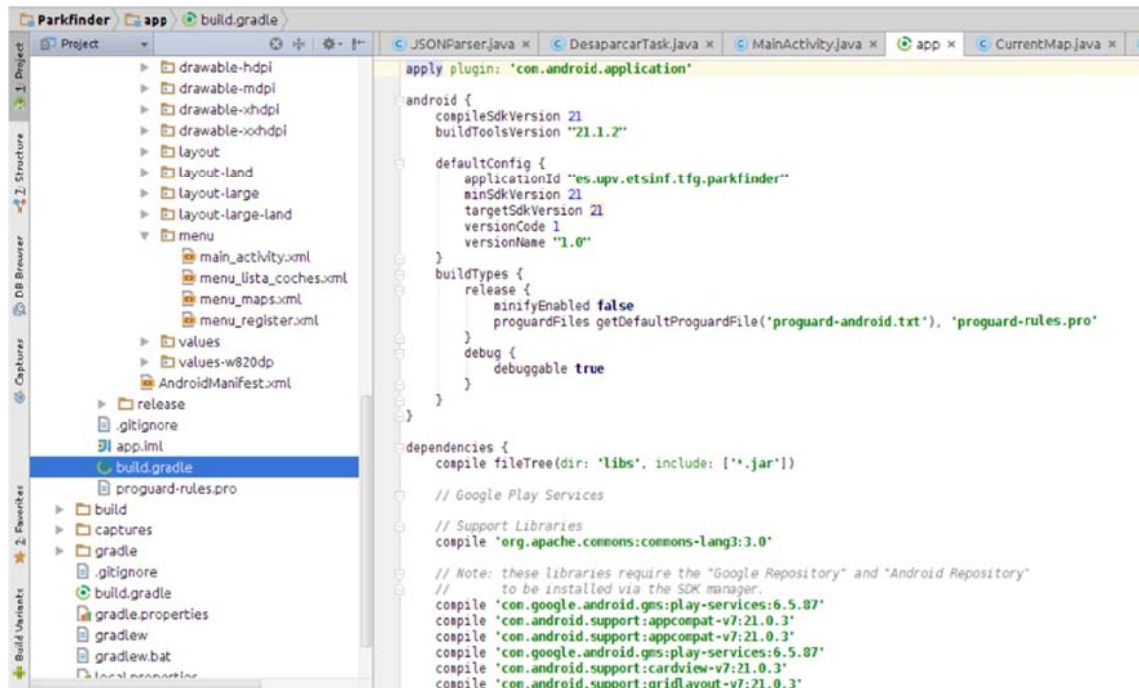 Parkfinder app build.gradle
Project
JSONParser.java × DesaparcarTask.java × MainActivity.java × app × CurrentMap.java ×
1: Project
7: Structure
DB Browser
Captures
2: Favorites
Build Variants
drawable-hdpi
drawable-mdpi
drawable-xhdpi
drawable-xxhdpi
layout
layout-land
layout-large
layout-large-land
menu
main_activity.xml
menu_lista_coches.xml
menu_maps.xml
menu_register.xml
values
values-w820dp
AndroidManifest.xml
release
.gitignore
app.iml
build.gradle
proguard-rules.pro
build
captures
gradle
.gitignore
build.gradle
gradle.properties
gradlew
gradlew.bat
local.properties
apply plugin: 'com.android.application'
android {
compileSdkVersion 21
buildToolsVersion "21.1.2"
defaultConfig {
applicationId "es.upv.etsinf.tfg.parkfinder"
minSdkVersion 21
targetSdkVersion 21
versionCode 1
versionName "1.0"
}
buildTypes {
release {
minifyEnabled false
proguardFiles getDefaultProguardFile('proguard-android.txt'), 'proguard-rules.pro'
}
debug {
debuggable true
}
}
}
dependencies {
compile fileTree(dir: 'libs', include: ['*.jar'])
// Google Play Services
// Support Libraries
compile 'org.apache.commons:commons-lang3:3.0'
// Note: these libraries require the "Google Repository" and "Android Repository"
// to be installed via the SDK manager.
compile 'com.google.android.gms:play-services:6.5.87'
compile 'com.android.support:appcompat-v7:21.0.3'
compile 'com.android.support:appcompat-v7:21.0.3'
compile 'com.google.android.gms:play-services:6.5.87'
compile 'com.android.support:cardview-v7:21.0.3'
compile 'com.android.support:gridlayout-v7:21.0.3'